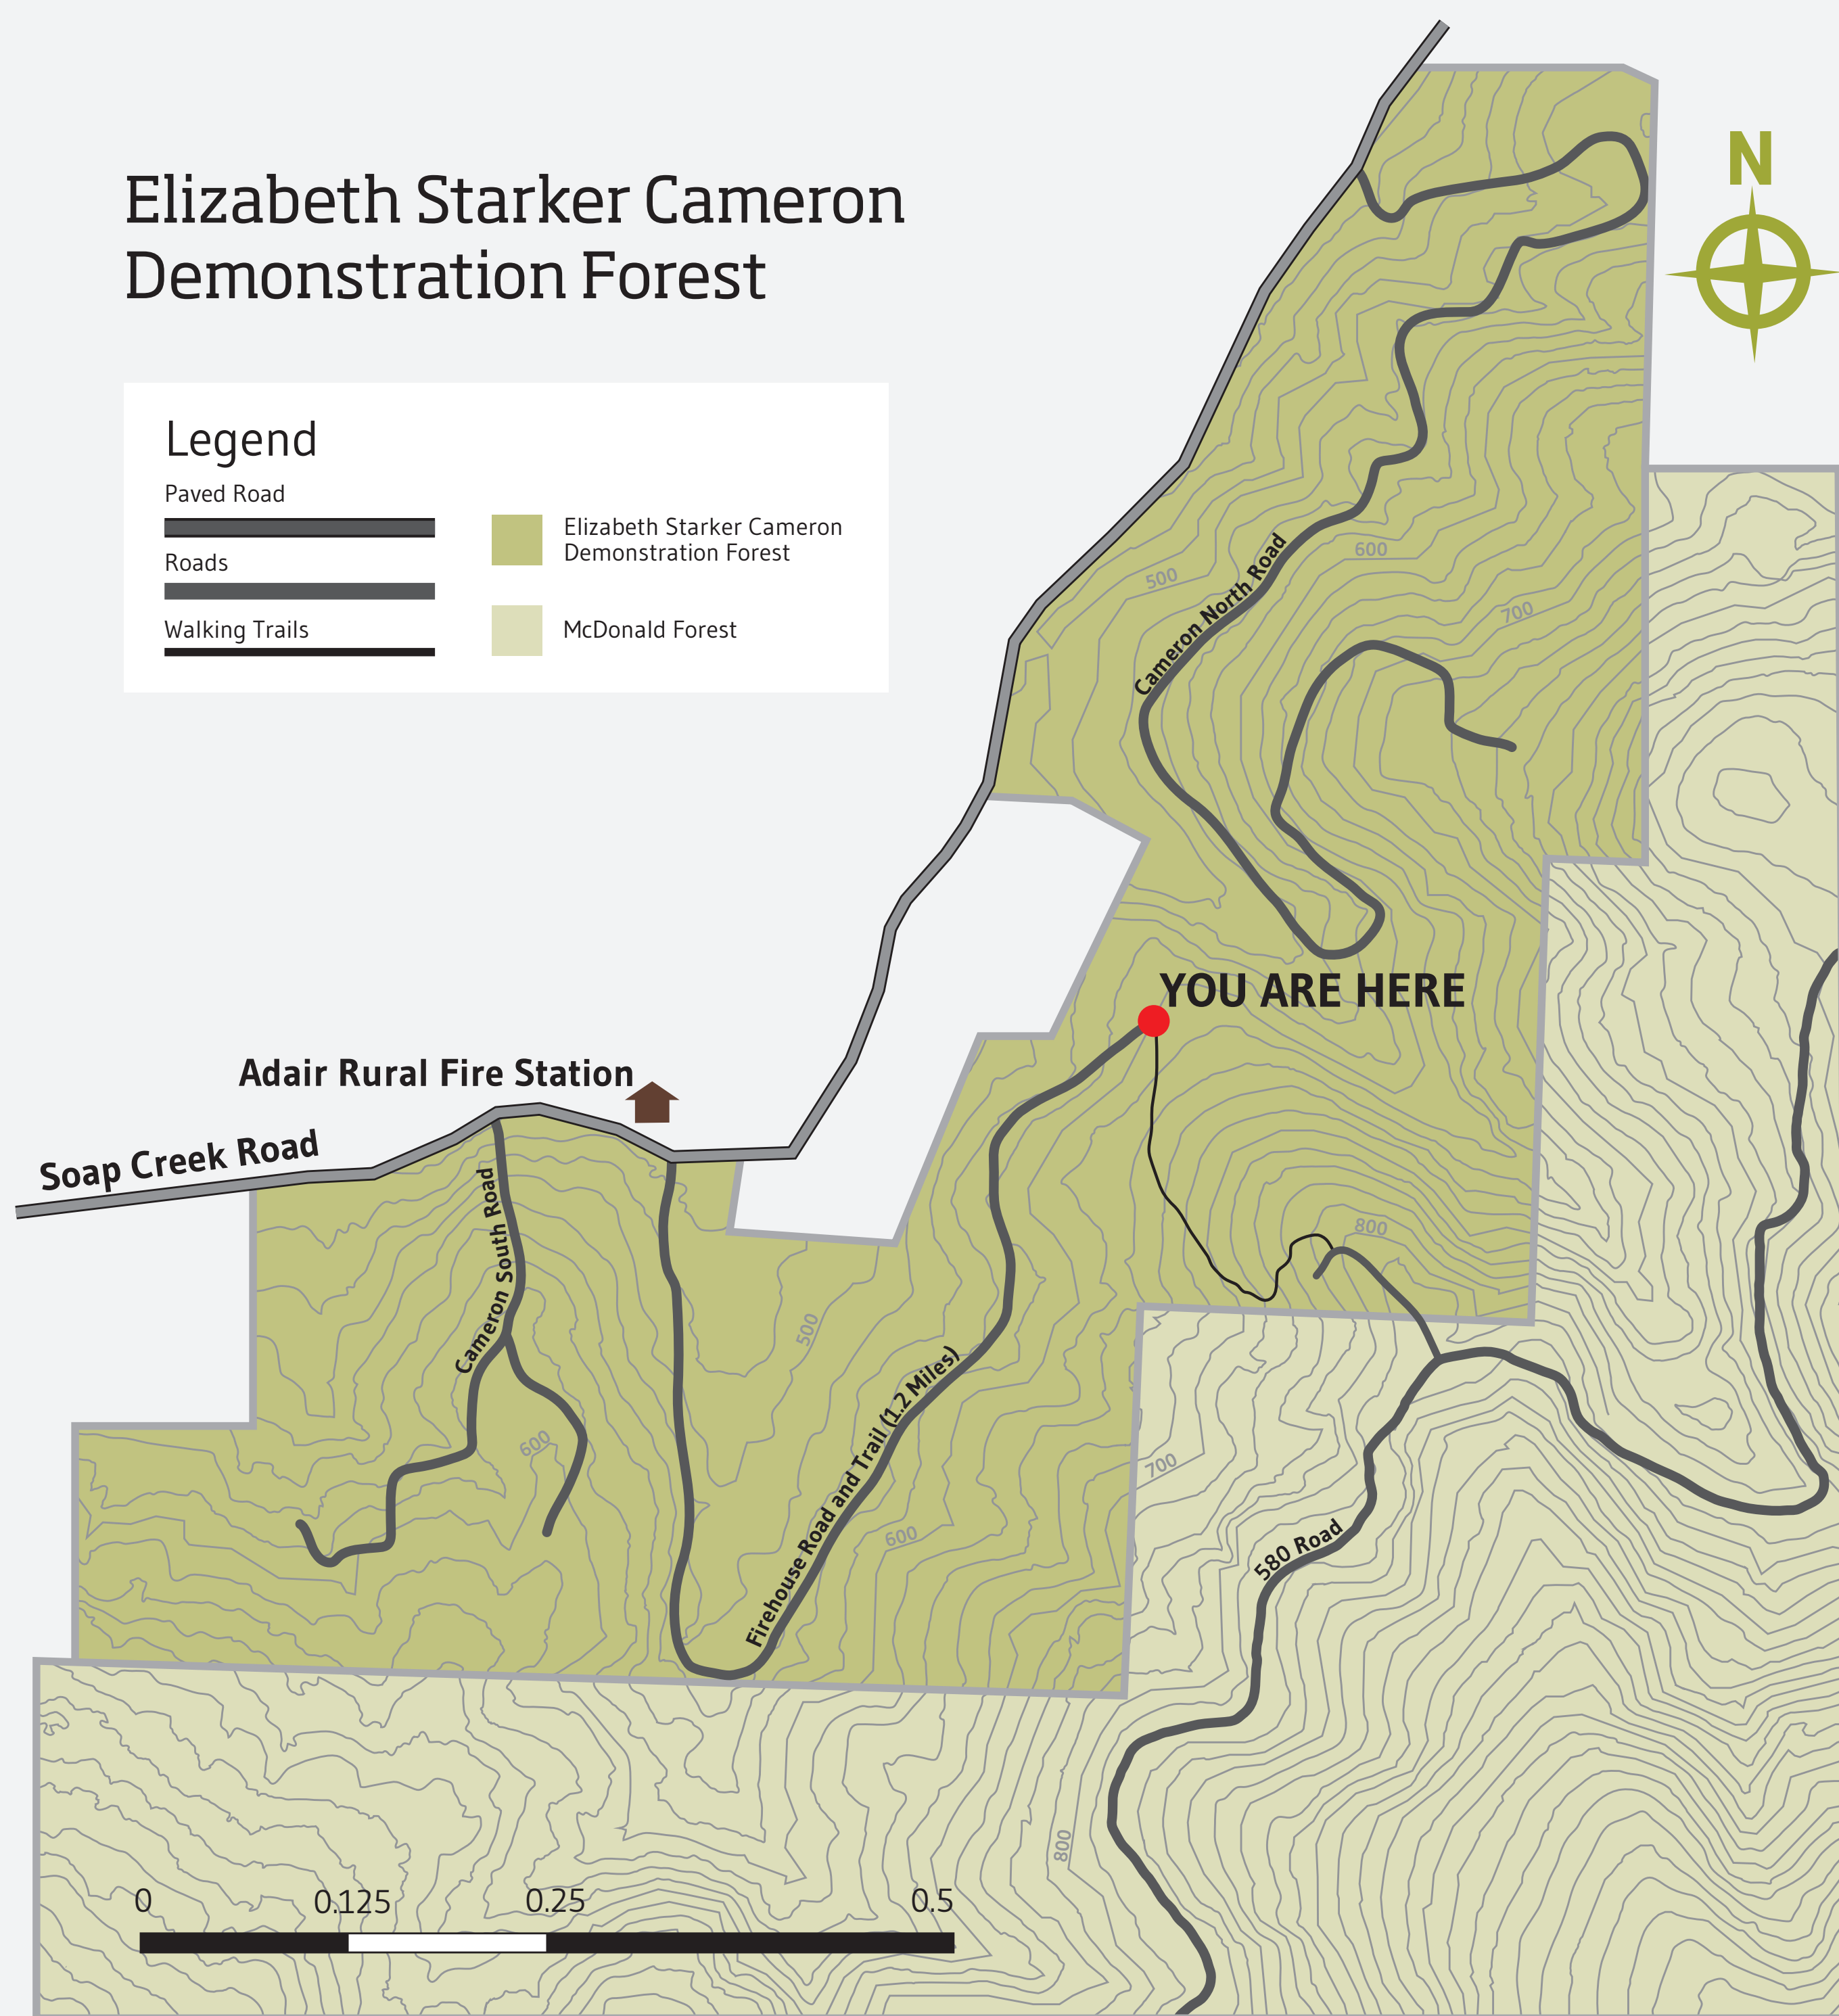 Elizabeth Starker Cameron
Demonstration Forest
N
Legend
Paved Road
Roads
Walking Trails
Elizabeth Starker Cameron
Demonstration Forest
McDonald Forest
500
600
700
Cameron North Road
YOU ARE HERE
Adair Rural Fire Station
Soap Creek Road
Cameron South Road
800
500
Firehouse Road and Trail (1.2 Miles)
600
700
600
580 Road
800
0
0.125
0.25
0.5